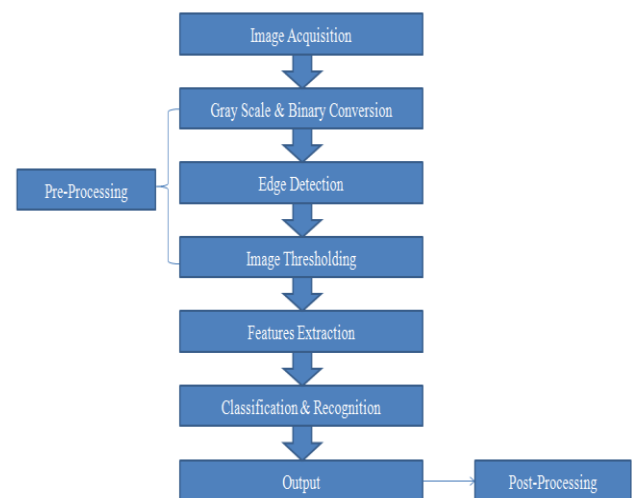 Image Acquisition
Gray Scale & Binary Conversion
Edge Detection
Pre-Processing
Image Thresholding
Features Extraction
Classification & Recognition
Output
Post-Processing